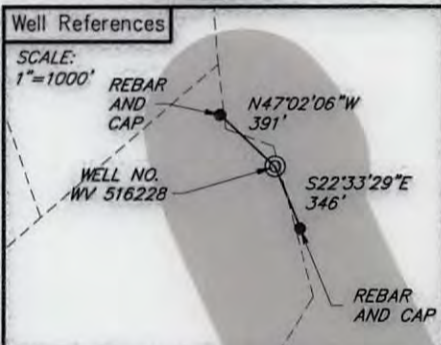 Well References
SCALE:
1"=1000'
REBAR
AND
CAP
N47°02'06"W
391'
WELL NO.
WV 516228
S22°33'29"E
346'
REBAR
AND CAP